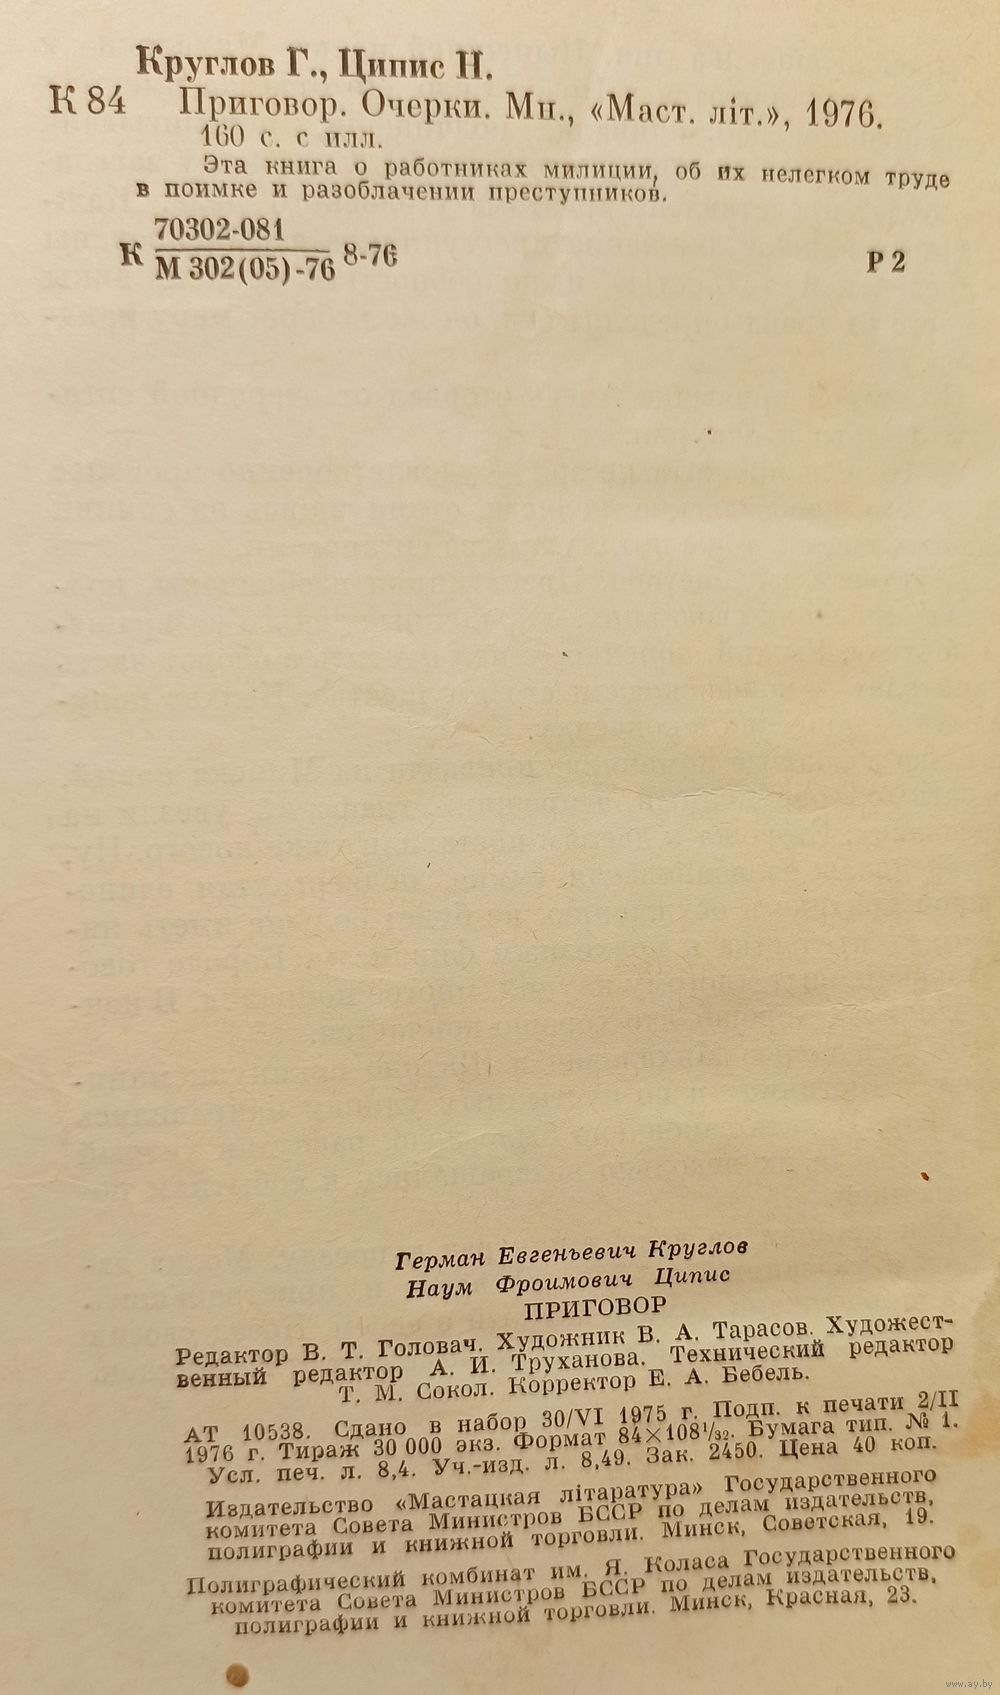 Круглов Г., Ципис Н.
К 84 Приговор. Очерки. Мн., «Маст. літ.», 1976.
160 с. с илл.
Эта книга о работниках милиции, об их нелегком труде
в поимке и разоблачении преступников.
К 70302-081 8-76
М 302(05)-76
Р 2
Герман Евгеньевич Круглов
Наум Фроимович Ципис
ПРИГОВОР
Редактор В. Т. Головач. Художник В. А. Тарасов. Художест-
венный редактор А. И. Труханова. Технический редактор
Т. М. Сокол. Корректор Е. А. Бебель.
АТ 10538. Сдано в набор 30/VI 1975 г. Подп. к печати 2/II
1976 г. Тираж 30 000 экз. Формат 84×108¹/₃₂. Бумага тип. № 1.
Усл. печ. л. 8,4. Уч.-изд. л. 8,49. Зак. 2450. Цена 40 коп.
Издательство «Мастацкая літаратура» Государственного
комитета Совета Министров БССР по делам издательств,
полиграфии и книжной торговли. Минск, Советская, 19.
Полиграфический комбинат им. Я. Коласа Государственного
комитета Совета Министров БССР по делам издательств,
полиграфии и книжной торговли. Минск, Красная, 23.
www.ay.by